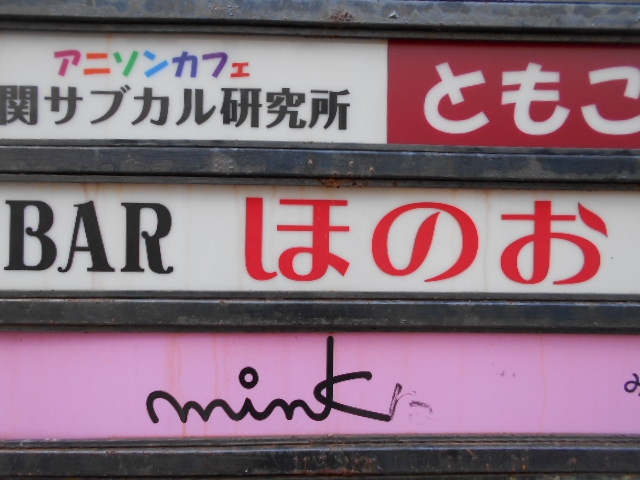 アニソンカフェ
関サブカル研究所
ともこ
BAR ほのお
mink